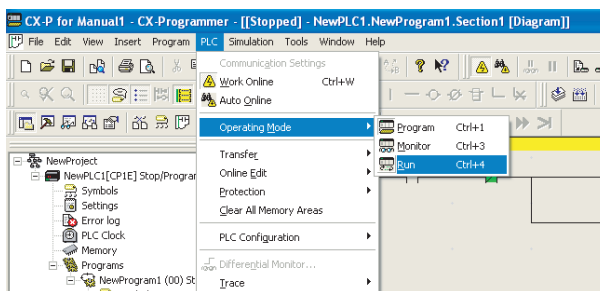 CX-P for Manual1 - CX-Programmer - [[Stopped] - NewPLC1.NewProgram1.Section1 [Diagram]]
File Edit View Insert Program PLC Simulation Tools Window Help
Communication Settings
Work Online Ctrl+W
Auto Online
Operating Mode
Program Ctrl+1
Monitor Ctrl+3
Run Ctrl+4
Transfer
Online Edit
Protection
Clear All Memory Areas
PLC Configuration
Differential Monitor...
Trace
NewProject
NewPLC1[CP1E] Stop/Progra
Symbols
Settings
Error log
PLC Clock
Memory
Programs
NewProgram1 (00) St